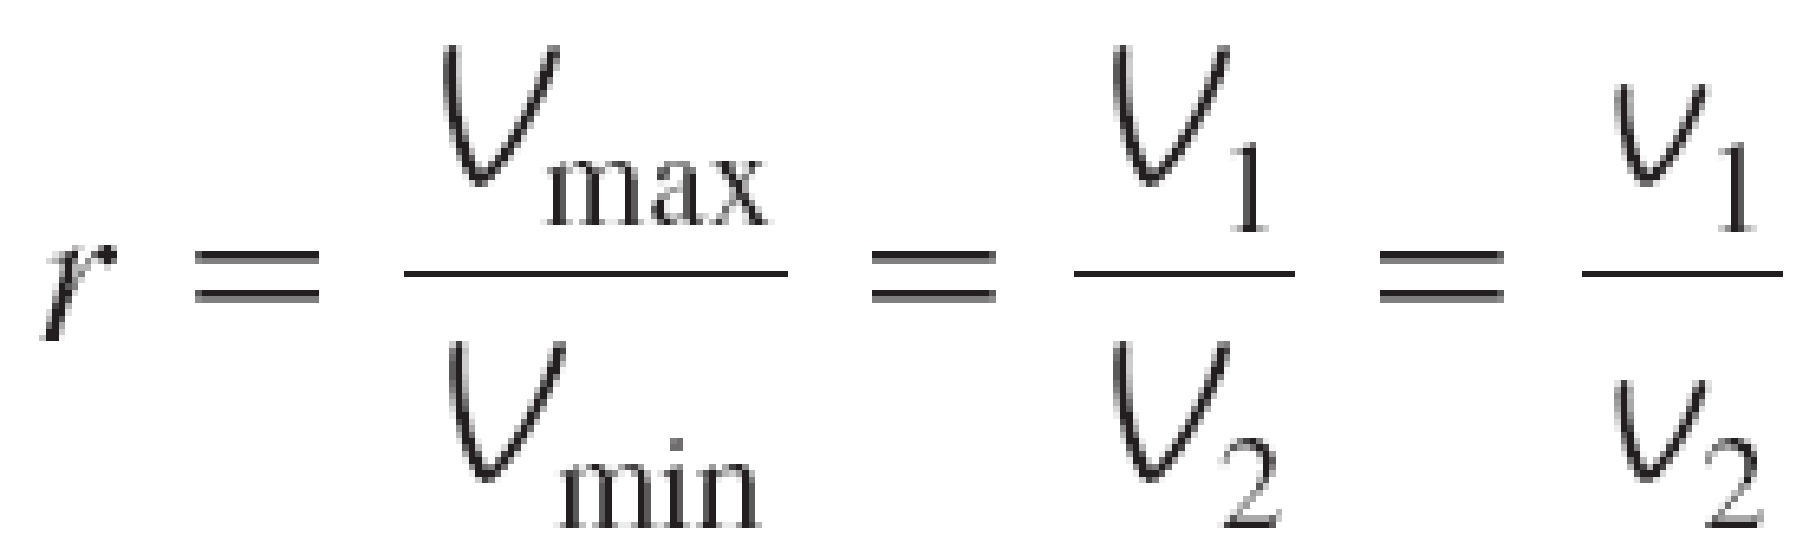 r = V_max / V_min = V_1 / V_2 = v_1 / v_2